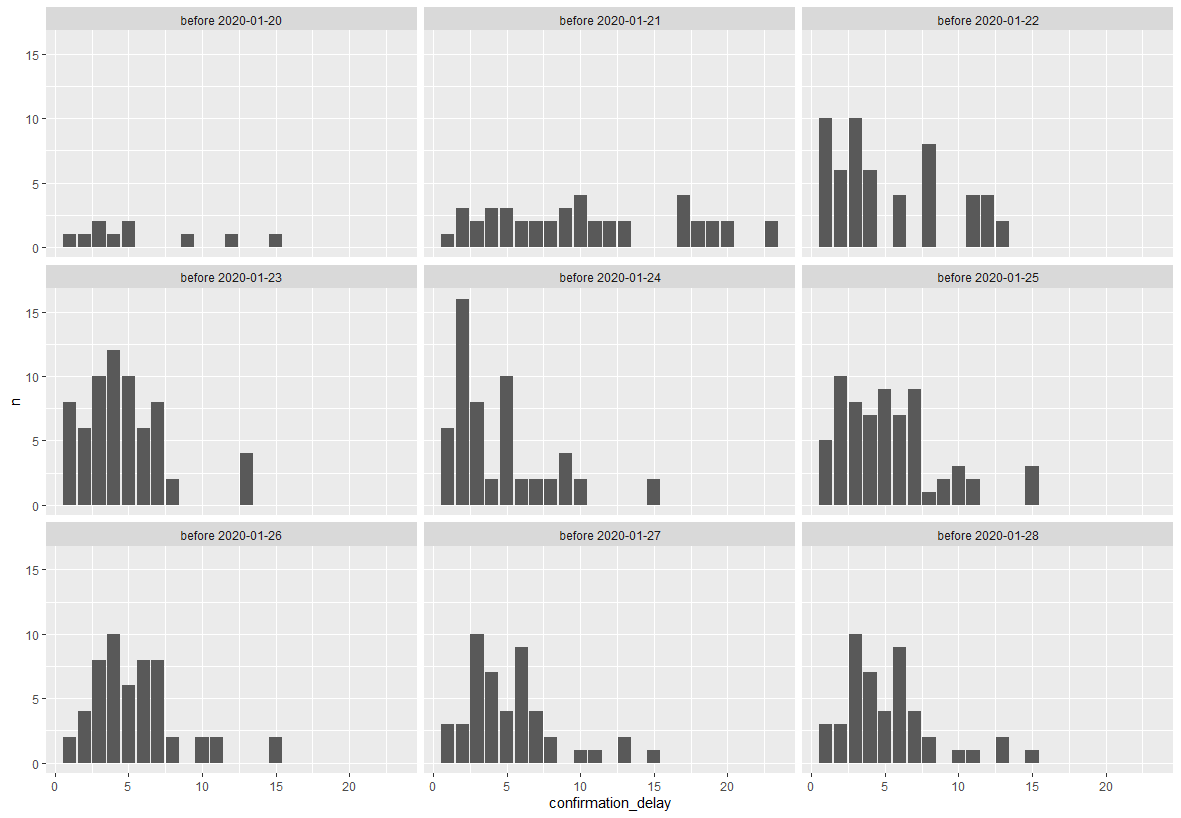 before 2020-01-20
before 2020-01-21
before 2020-01-22
15
10
5
0
before 2020-01-23
before 2020-01-24
before 2020-01-25
15
10
5
0
n
before 2020-01-26
before 2020-01-27
before 2020-01-28
15
10
5
0
0 5 10 15 20
0 5 10 15 20
0 5 10 15 20
confirmation_delay